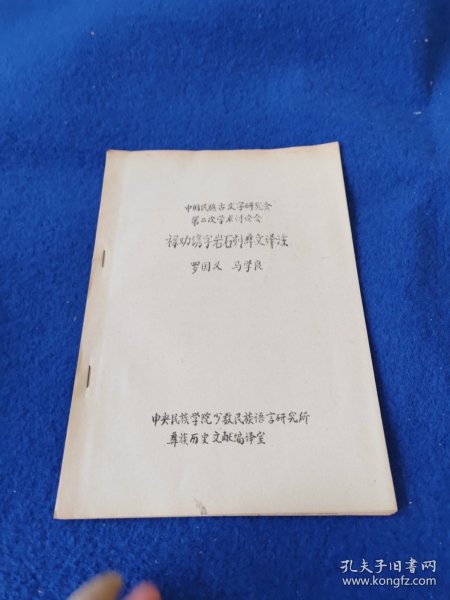 中国民族古文字研究会
第二次学术讨论会
禄劝镌字岩石刻彝文译注
罗国义 马学良
中央民族学院少数民族语言研究所
彝族历史文献编译室
孔夫子旧书网
www.kongfz.com